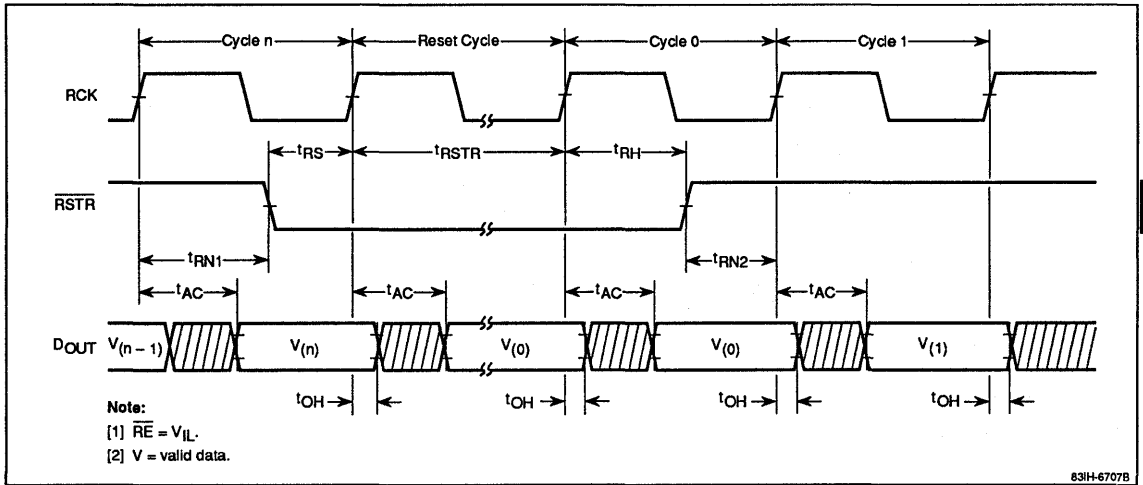 Cycle n Reset Cycle Cycle 0 Cycle 1
RCK
tRS tRSTR tRH
RSTR
tRN1 tRN2
tAC tAC tAC tAC
DOUT V(n – 1) V(n) V(0) V(0) V(1)
tOH tOH tOH tOH
Note:
[1] RE = VIL.
[2] V = valid data.
83IH-6707B